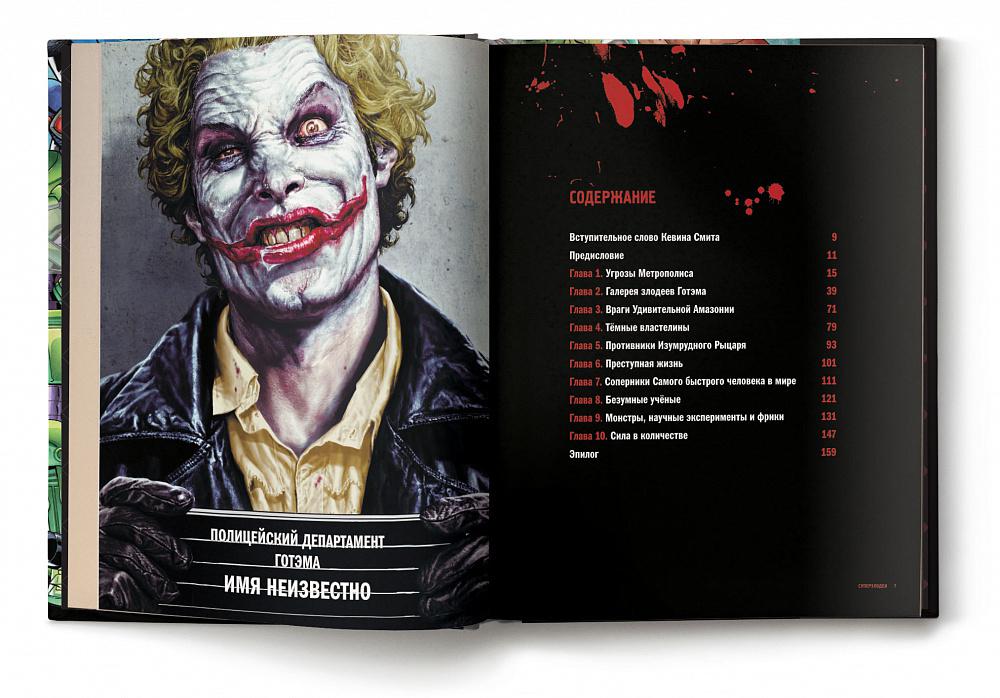 ПОЛИЦЕЙСКИЙ ДЕПАРТАМЕНТ
ГОТЭМА
ИМЯ НЕИЗВЕСТНО
СОДЕРЖАНИЕ
Вступительное слово Кевина Смита 9
Предисловие 11
Глава 1. Угрозы Метрополиса 15
Глава 2. Галерея злодеев Готэма 39
Глава 3. Враги Удивительной Амазонии 71
Глава 4. Тёмные властелины 79
Глава 5. Противники Изумрудного Рыцаря 93
Глава 6. Преступная жизнь 101
Глава 7. Соперники Самого быстрого человека в мире 111
Глава 8. Безумные учёные 121
Глава 9. Монстры, научные эксперименты и фрики 131
Глава 10. Сила в количестве 147
Эпилог 159
СУПЕРЗЛОДЕИ 7